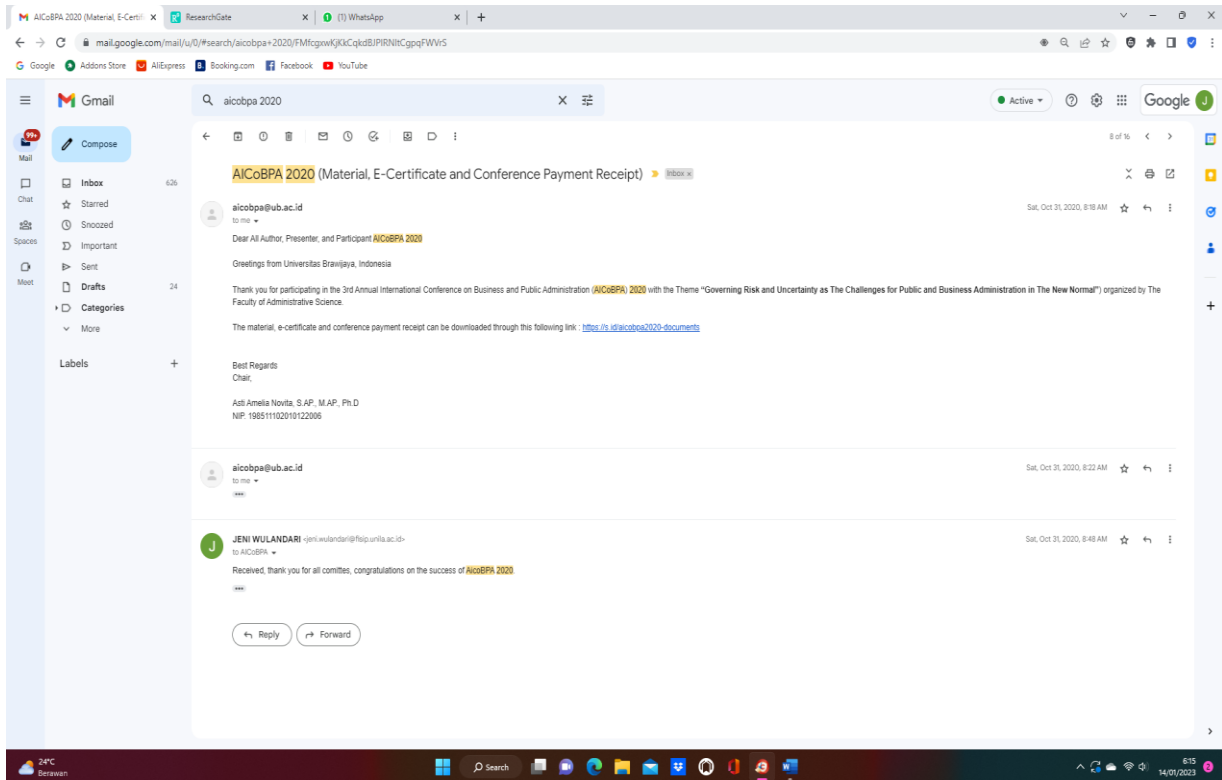 AICoBPA 2020 (Material, E-Certifi
ResearchGate
(1) WhatsApp
mail.google.com/mail/u/0/#search/aicobpa+2020/FMfcgxwKjKkCqkdBJPlRNltCgpqFWVrS
Google Addons Store AliExpress Booking.com Facebook YouTube
Gmail
aicobpa 2020
Active
Google J
99+
Mail
Compose
8 of 16
Chat
Spaces
Meet
Inbox 626
Starred
Snoozed
Important
Sent
Drafts 24
Categories
More
Labels
AICoBPA 2020 (Material, E-Certificate and Conference Payment Receipt) Inbox x
aicobpa@ub.ac.id Sat, Oct 31, 2020, 8:18 AM
to me
Dear All Author, Presenter, and Participant AICoBPA 2020
Greetings from Universitas Brawijaya, Indonesia
Thank you for participating in the 3rd Annual International Conference on Business and Public Administration (AICoBPA) 2020 with the Theme “Governing Risk and Uncertainty as The Challenges for Public and Business Administration in The New Normal”) organized by The
Faculty of Administrative Science.
The material, e-certificate and conference payment receipt can be downloaded through this following link : https://s.id/aicobpa2020-documents
Best Regards
Chair,
Asti Amelia Novita, S.AP., M.AP., Ph.D
NIP. 198511102010122006
aicobpa@ub.ac.id Sat, Oct 31, 2020, 8:22 AM
to me
J
JENI WULANDARI <jeni.wulandari@fisip.unila.ac.id> Sat, Oct 31, 2020, 8:48 AM
to AICoBPA
Received, thank you for all comittes, congratulations on the success of AicoBPA 2020.
Reply Forward
24°C
Berawan
Search
6:15
14/01/2023
2